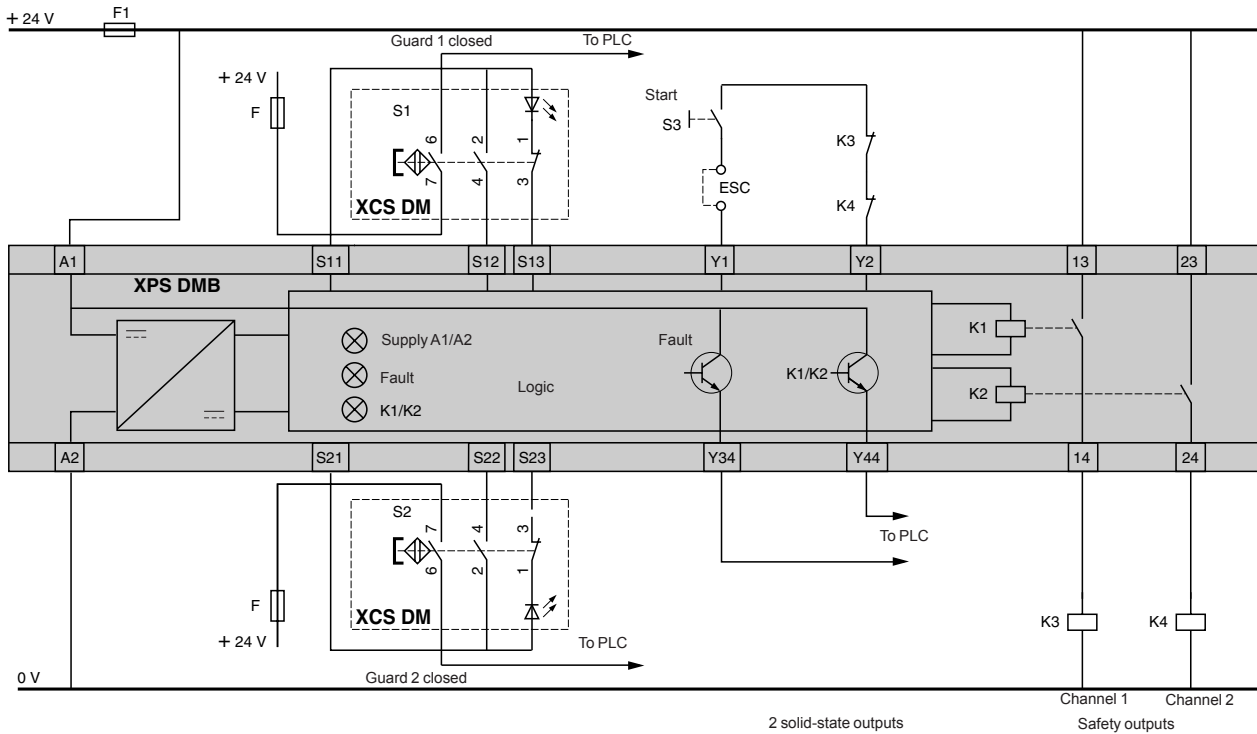 + 24 V
F1
Guard 1 closed
To PLC
+ 24 V
F
S1
6
2
1
7
4
3
XCS DM
Start
S3
ESC
K3
K4
A1
S11
S12
S13
Y1
Y2
13
23
XPS DMB
Supply A1/A2
Fault
K1/K2
Logic
Fault
K1/K2
K1
K2
A2
S21
S22
S23
Y34
Y44
14
24
S2
7
4
3
6
2
1
XCS DM
F
+ 24 V
To PLC
To PLC
K3
K4
0 V
Guard 2 closed
Channel 1
Channel 2
2 solid-state outputs
Safety outputs